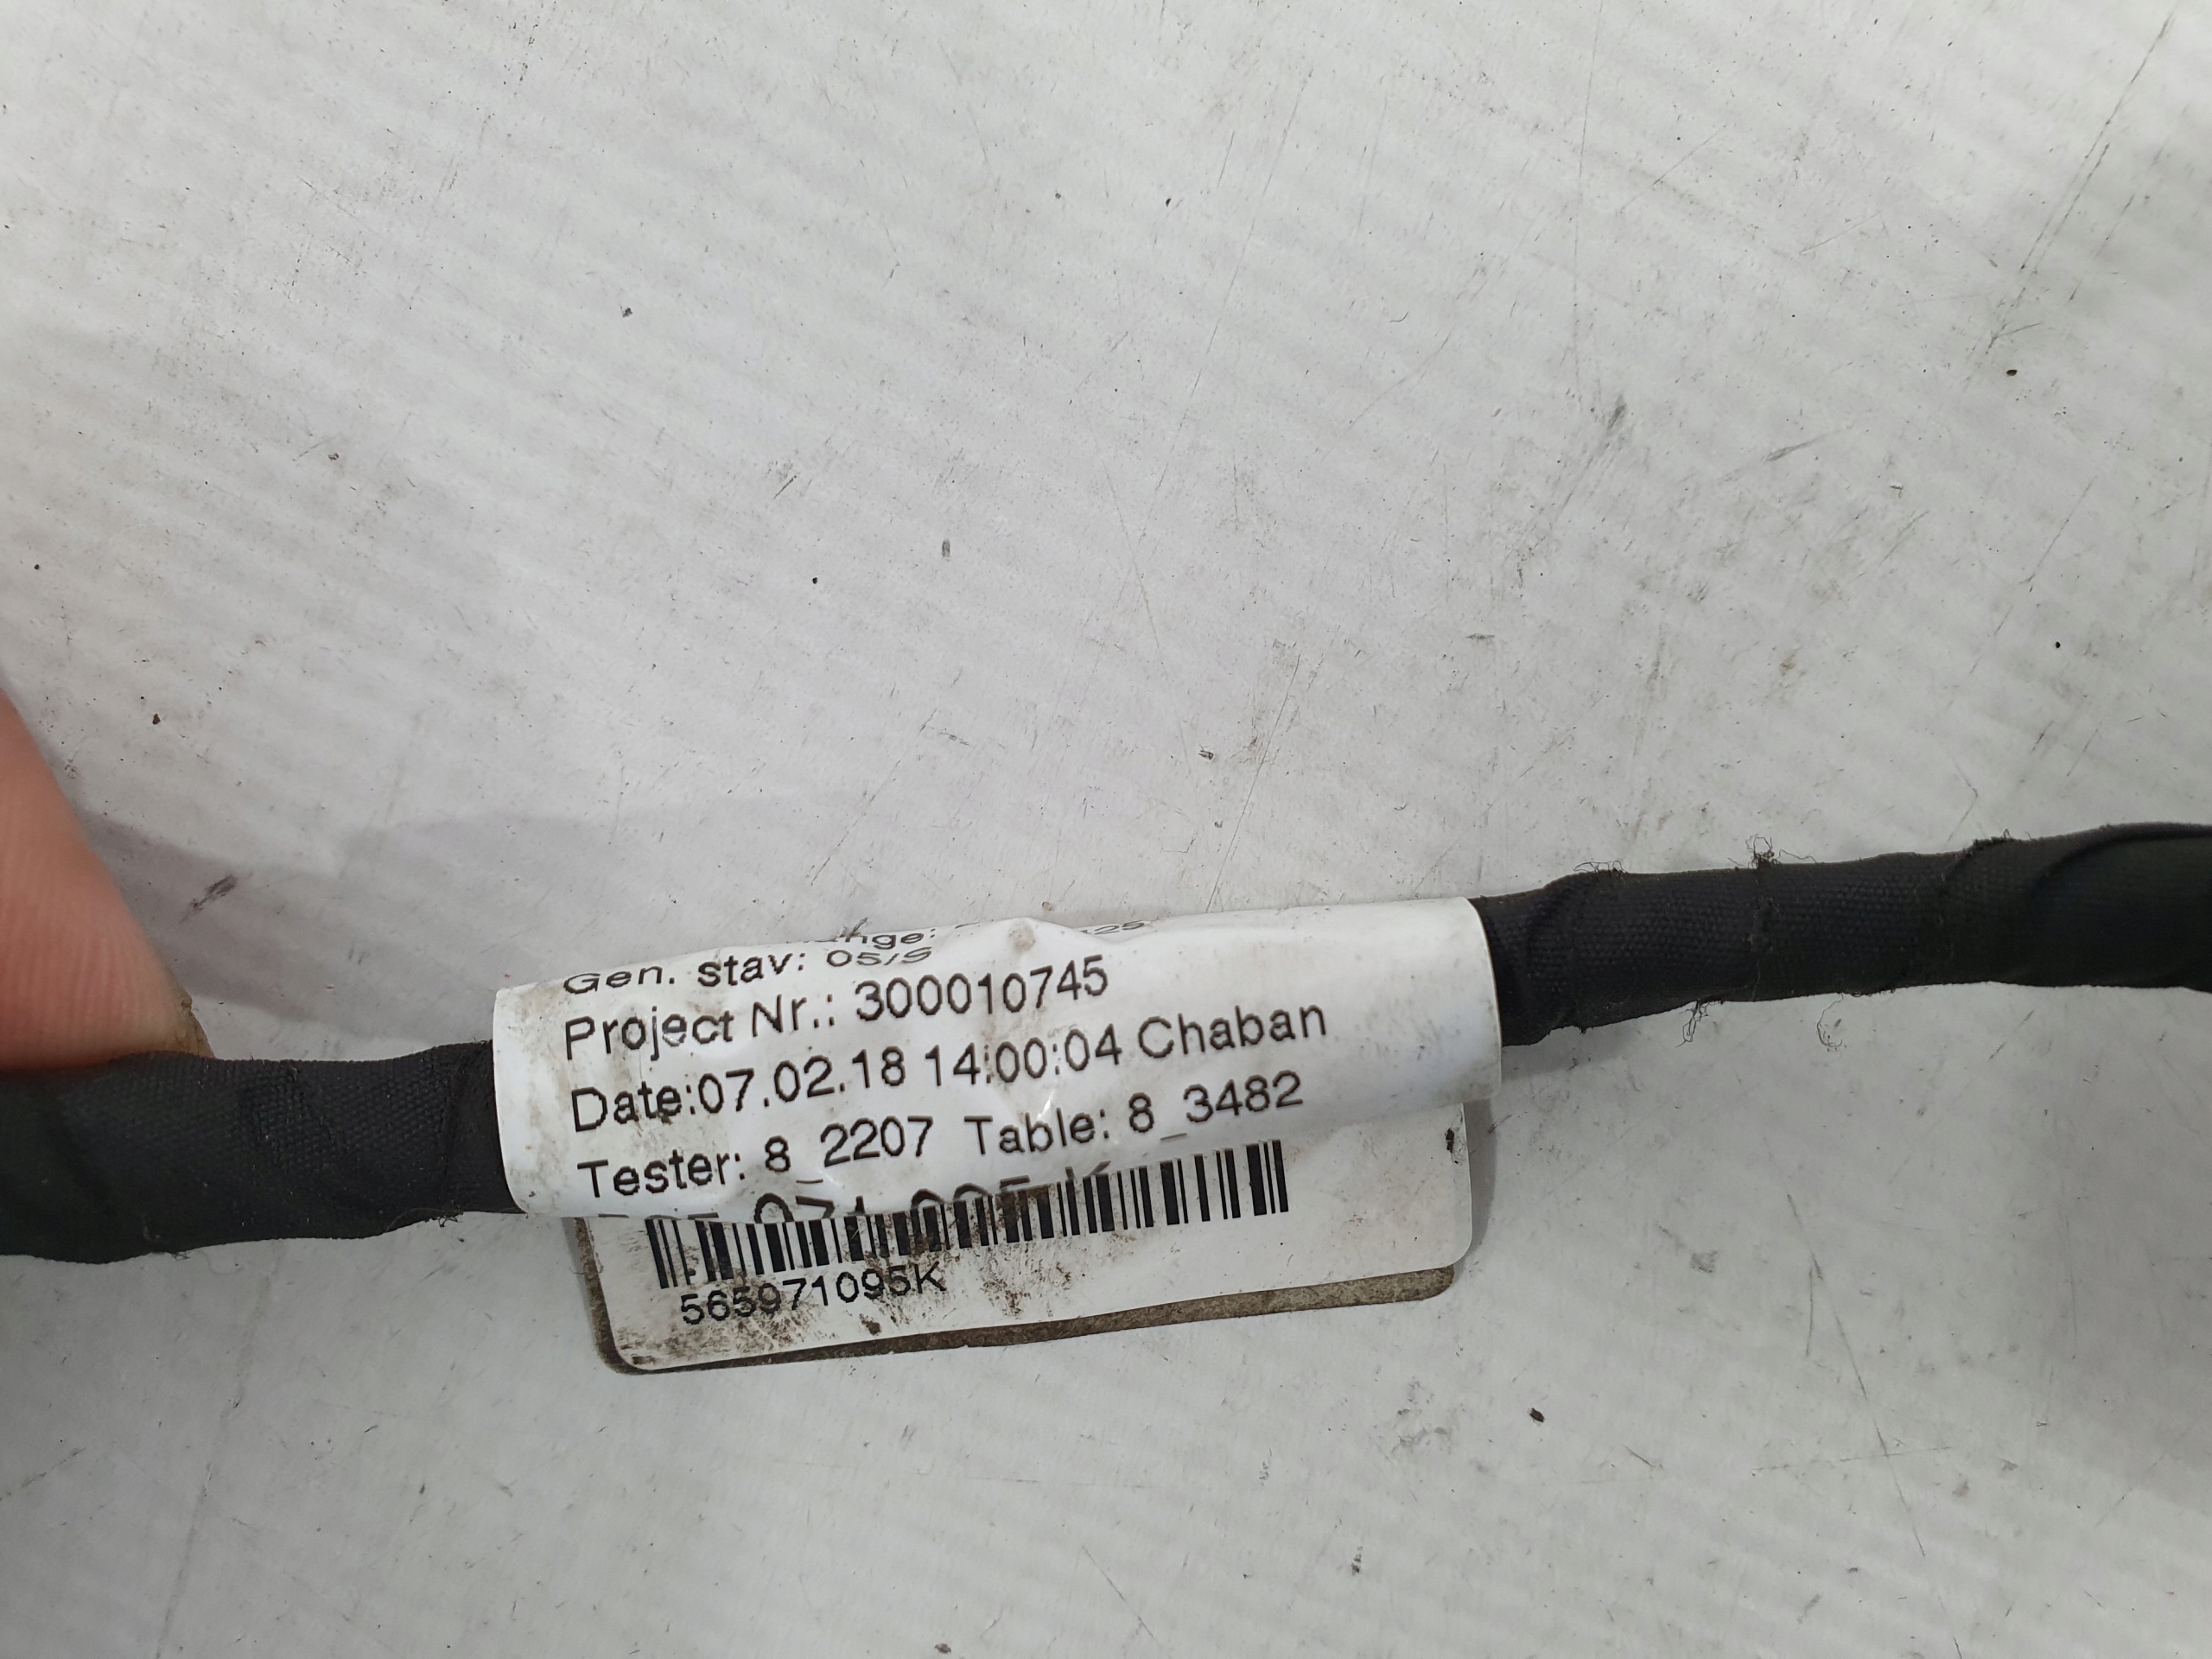 Gen. stav: 05/S
Project Nr.: 300010745
Date:07.02.18 14:00:04 Chaban
Tester: 8_2207 Table: 8_3482
565971095K